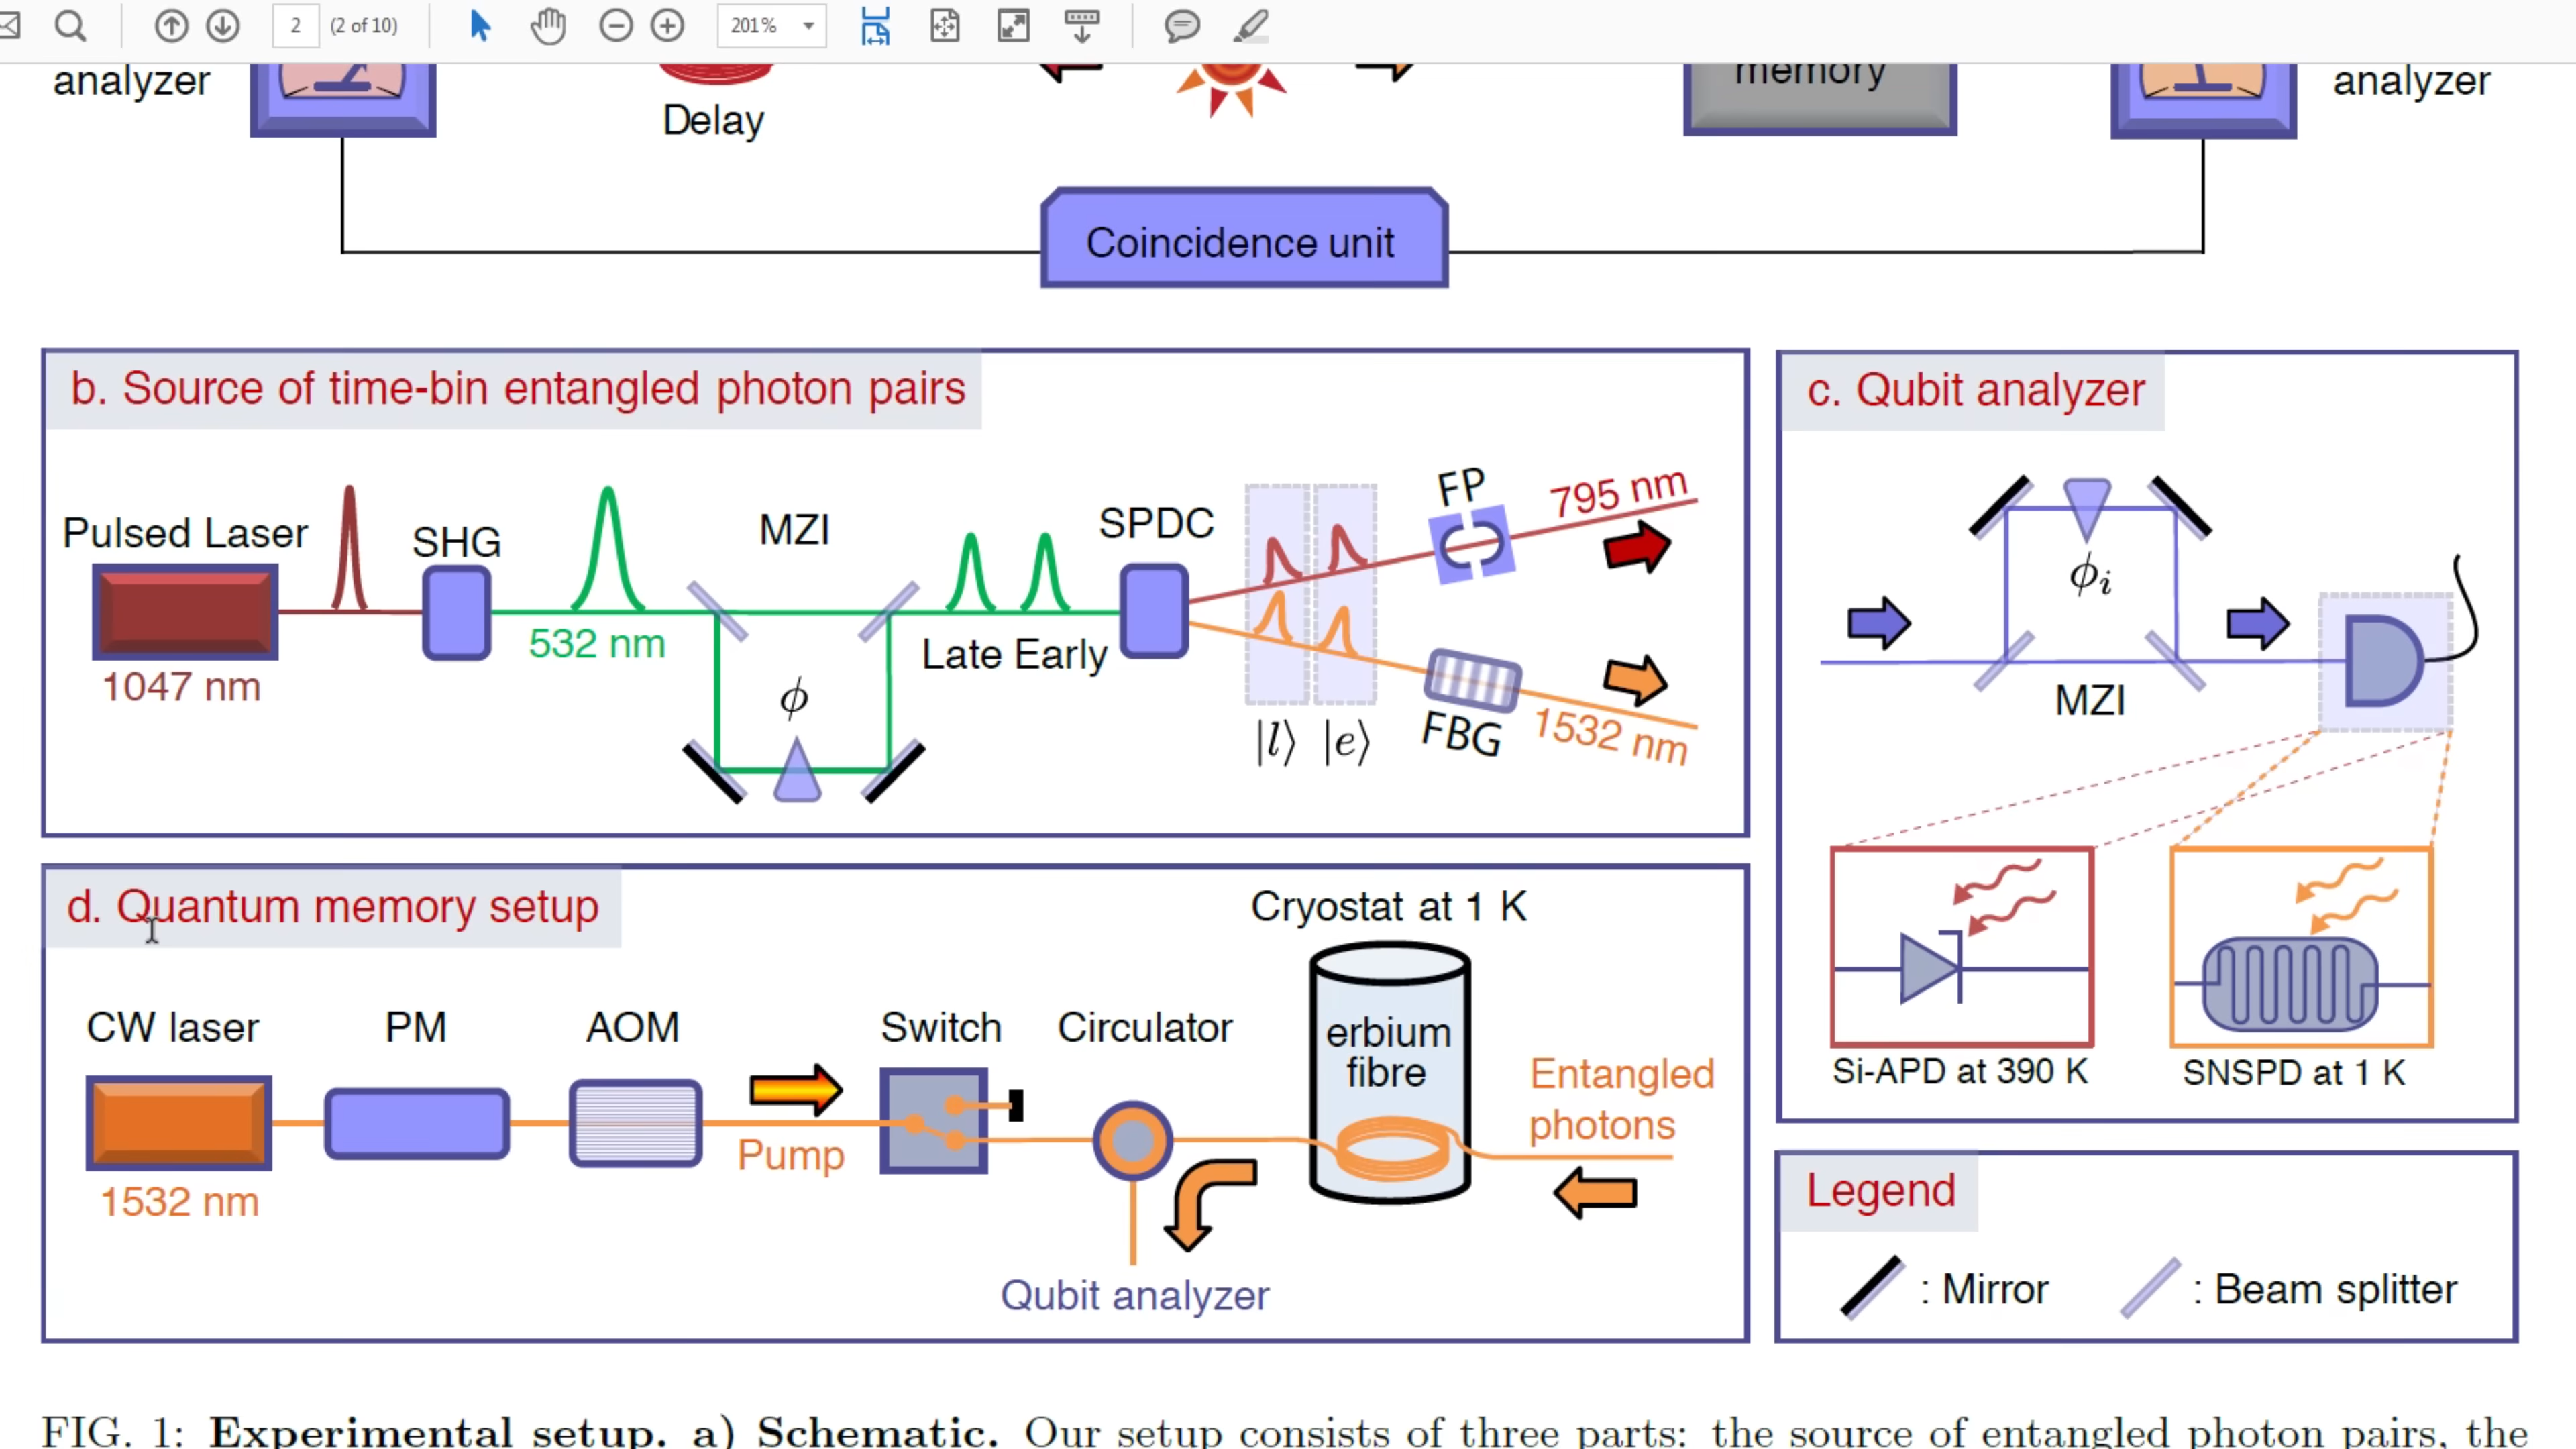 2 (2 of 10) 201%
analyzer
Delay
memory
analyzer
Coincidence unit
b. Source of time-bin entangled photon pairs
Pulsed Laser
1047 nm
SHG
532 nm
MZI
ϕ
Late Early
SPDC
|l⟩ |e⟩
FP
795 nm
FBG
1532 nm
c. Qubit analyzer
ϕi
MZI
Si-APD at 390 K
SNSPD at 1 K
d. Quantum memory setup
CW laser
1532 nm
PM
AOM
Pump
Switch
Circulator
Qubit analyzer
Cryostat at 1 K
erbium
fibre
Entangled
photons
Legend
: Mirror
: Beam splitter
FIG. 1: Experimental setup. a) Schematic. Our setup consists of three parts: the source of entangled photon pairs, the